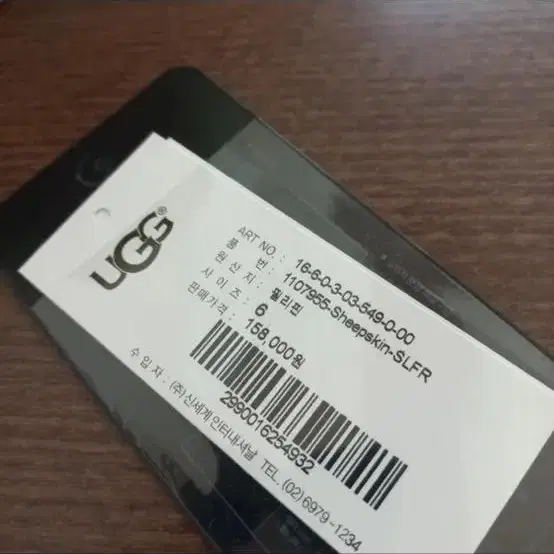 UGG®
ART NO. : 16-6-0-3-03-549-0-00
품 번 : 1107955-Sheepskin-SLFR
원 산 지 : 필리핀
사 이 즈 : 6
판매가격 : 158,000원
2990016254932
수 입 자 : (주)신세계인터내셔날 TEL. (02) 6979-1234